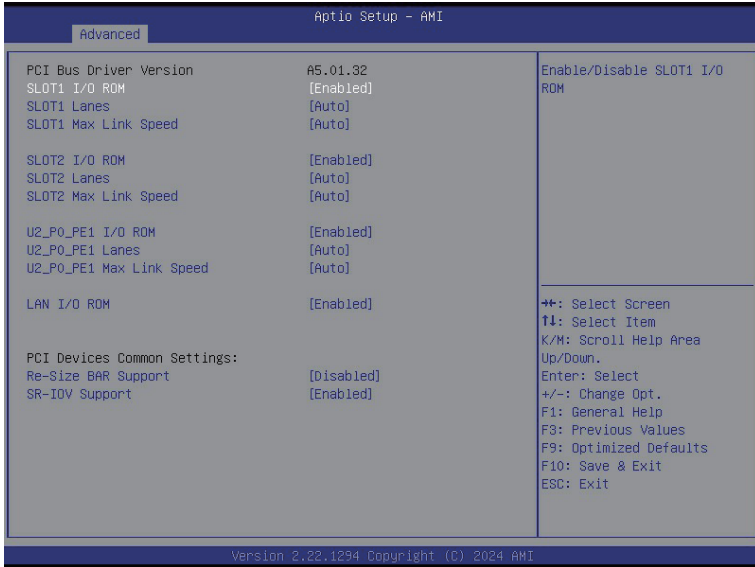 Aptio Setup – AMI
Advanced
PCI Bus Driver Version A5.01.32
SLOT1 I/O ROM [Enabled]
SLOT1 Lanes [Auto]
SLOT1 Max Link Speed [Auto]
SLOT2 I/O ROM [Enabled]
SLOT2 Lanes [Auto]
SLOT2 Max Link Speed [Auto]
U2_P0_PE1 I/O ROM [Enabled]
U2_P0_PE1 Lanes [Auto]
U2_P0_PE1 Max Link Speed [Auto]
LAN I/O ROM [Enabled]
PCI Devices Common Settings:
Re-Size BAR Support [Disabled]
SR-IOV Support [Enabled]
Enable/Disable SLOT1 I/O
ROM
→←: Select Screen
↑↓: Select Item
K/M: Scroll Help Area
Up/Down.
Enter: Select
+/-: Change Opt.
F1: General Help
F3: Previous Values
F9: Optimized Defaults
F10: Save & Exit
ESC: Exit
Version 2.22.1294 Copyright (C) 2024 AMI